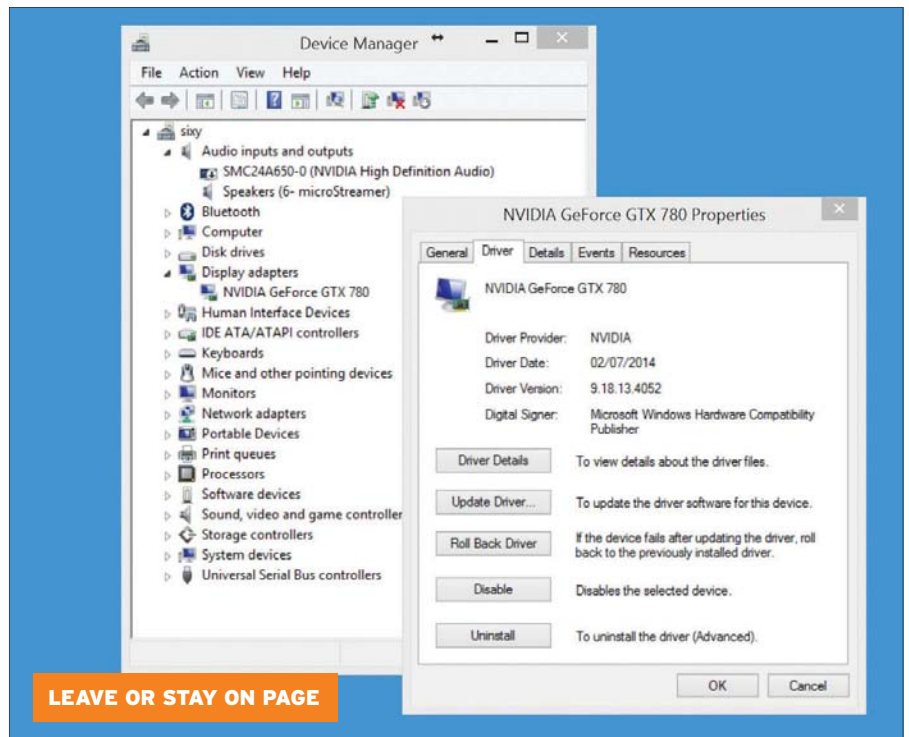 Device Manager
File Action View Help
sixy
Audio inputs and outputs
SMC24A650-0 (NVIDIA High Definition Audio)
Speakers (6- microStreamer)
Bluetooth
Computer
Disk drives
Display adapters
NVIDIA GeForce GTX 780
Human Interface Devices
IDE ATA/ATAPI controllers
Keyboards
Mice and other pointing devices
Monitors
Network adapters
Portable Devices
Print queues
Processors
Software devices
Sound, video and game controller
Storage controllers
System devices
Universal Serial Bus controllers
NVIDIA GeForce GTX 780 Properties
General Driver Details Events Resources
NVIDIA GeForce GTX 780
Driver Provider: NVIDIA
Driver Date: 02/07/2014
Driver Version: 9.18.13.4052
Digital Signer: Microsoft Windows Hardware Compatibility
Publisher
Driver Details To view details about the driver files.
Update Driver... To update the driver software for this device.
Roll Back Driver If the device fails after updating the driver, roll
back to the previously installed driver.
Disable Disables the selected device.
Uninstall To uninstall the driver (Advanced).
OK Cancel
LEAVE OR STAY ON PAGE